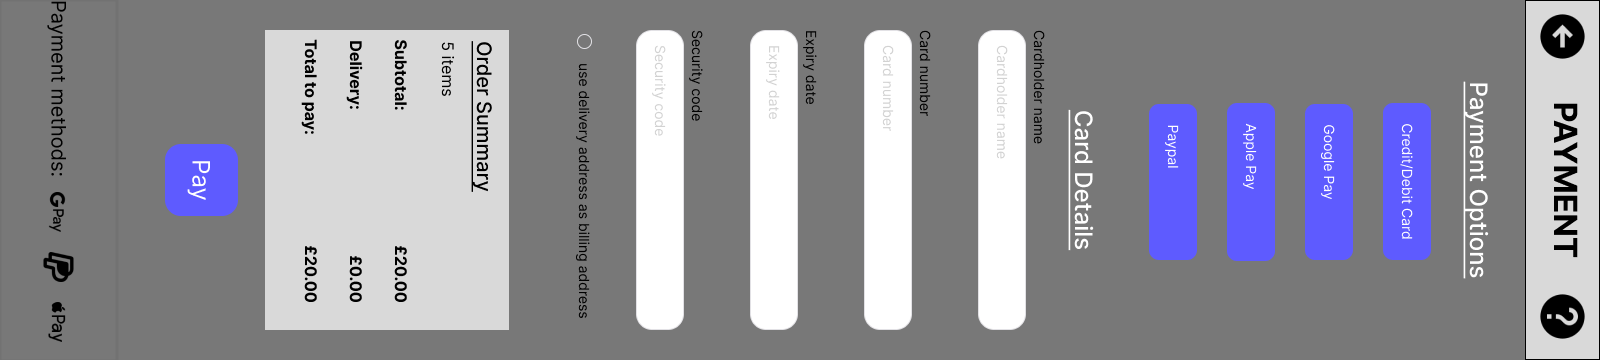 PAYMENT
?
Payment Options
Credit/Debit Card
Google Pay
Apple Pay
Paypal
Card Details
Cardholder name
Cardholder name
Card number
Card number
Expiry date
Expiry date
Security code
Security code
use delivery address as billing address
Order Summary
5 items
Subtotal: £20.00
Delivery: £0.00
Total to pay: £20.00
Pay
Payment methods: G Pay Pay